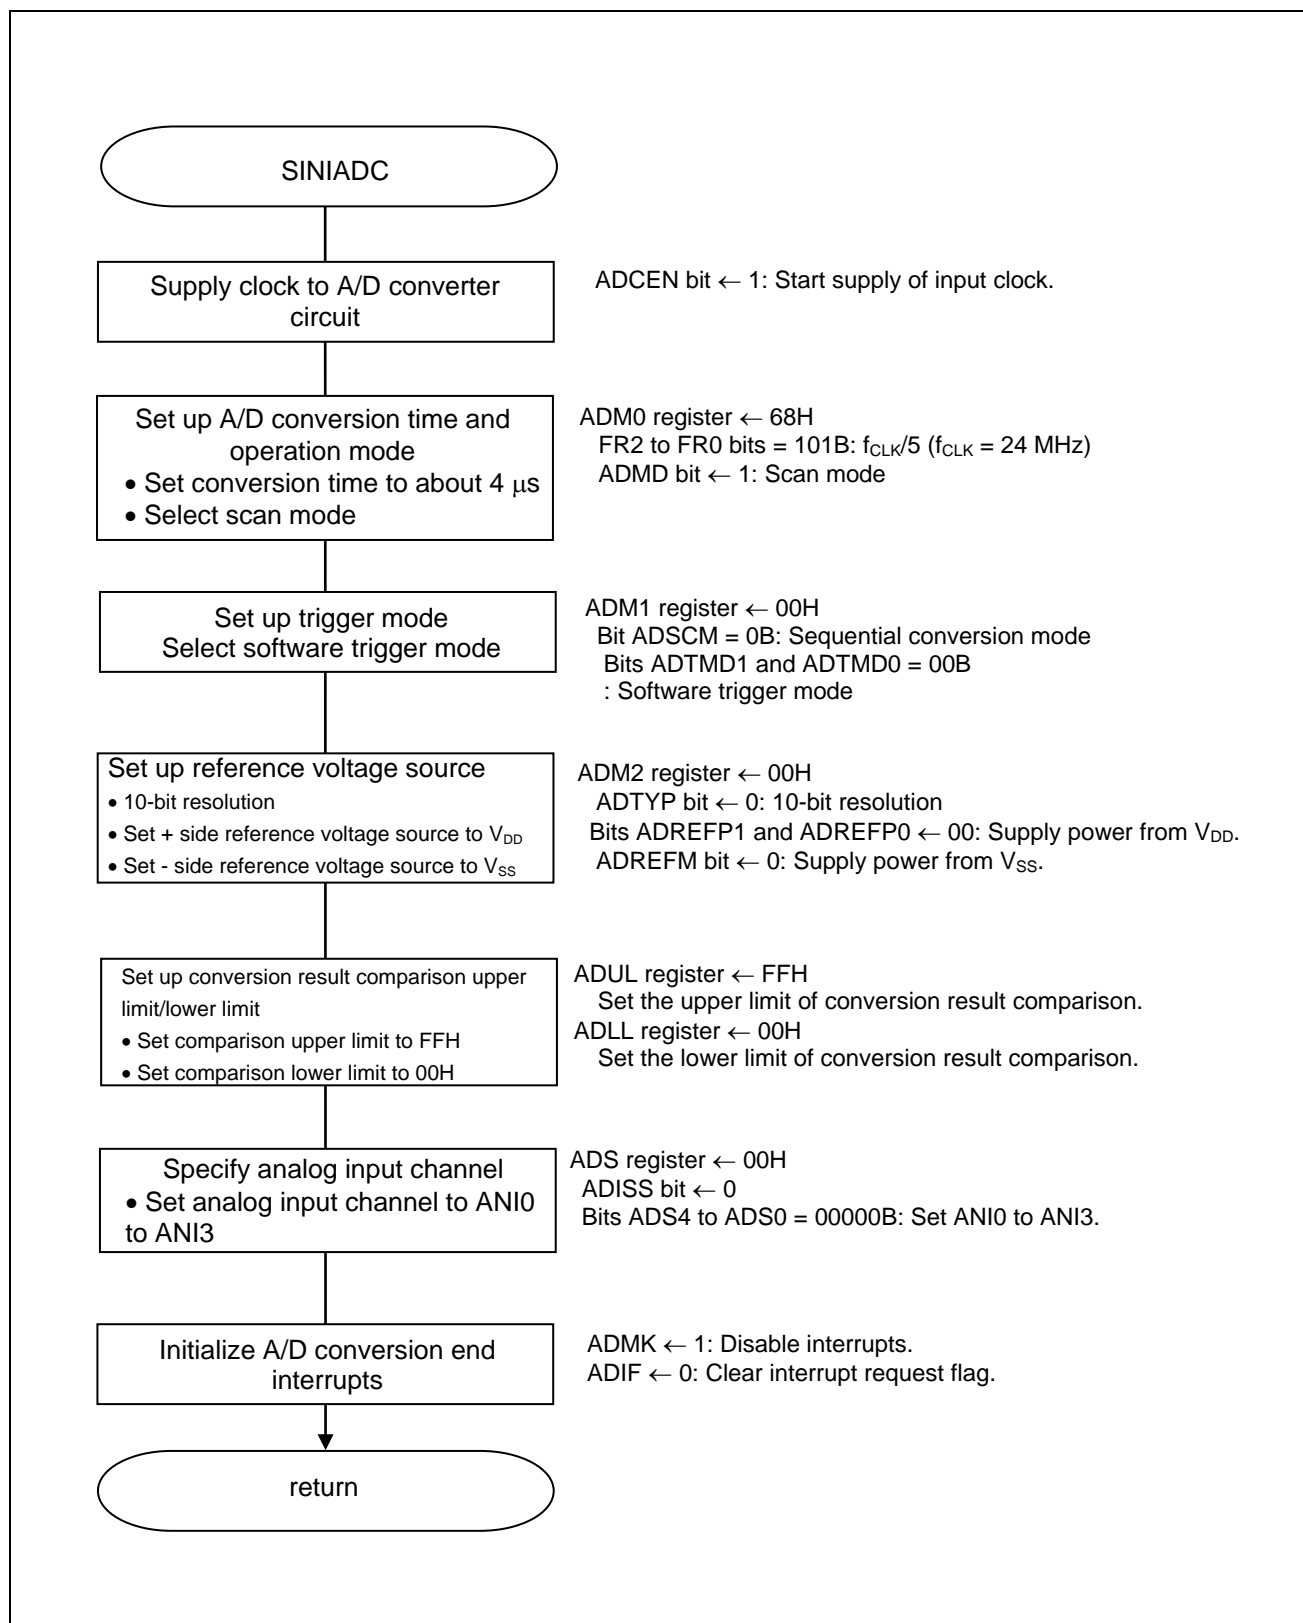 SINIADC
Supply clock to A/D converter
circuit
ADCEN bit ← 1: Start supply of input clock.
Set up A/D conversion time and
operation mode
• Set conversion time to about 4 μs
• Select scan mode
ADM0 register ← 68H
FR2 to FR0 bits = 101B: fCLK/5 (fCLK = 24 MHz)
ADMD bit ← 1: Scan mode
Set up trigger mode
Select software trigger mode
ADM1 register ← 00H
Bit ADSCM = 0B: Sequential conversion mode
Bits ADTMD1 and ADTMD0 = 00B
: Software trigger mode
Set up reference voltage source
• 10-bit resolution
• Set + side reference voltage source to VDD
• Set - side reference voltage source to VSS
ADM2 register ← 00H
ADTYP bit ← 0: 10-bit resolution
Bits ADREFP1 and ADREFP0 ← 00: Supply power from VDD.
ADREFM bit ← 0: Supply power from VSS.
Set up conversion result comparison upper
limit/lower limit
• Set comparison upper limit to FFH
• Set comparison lower limit to 00H
ADUL register ← FFH
Set the upper limit of conversion result comparison.
ADLL register ← 00H
Set the lower limit of conversion result comparison.
Specify analog input channel
• Set analog input channel to ANI0
to ANI3
ADS register ← 00H
ADISS bit ← 0
Bits ADS4 to ADS0 = 00000B: Set ANI0 to ANI3.
Initialize A/D conversion end
interrupts
ADMK ← 1: Disable interrupts.
ADIF ← 0: Clear interrupt request flag.
return